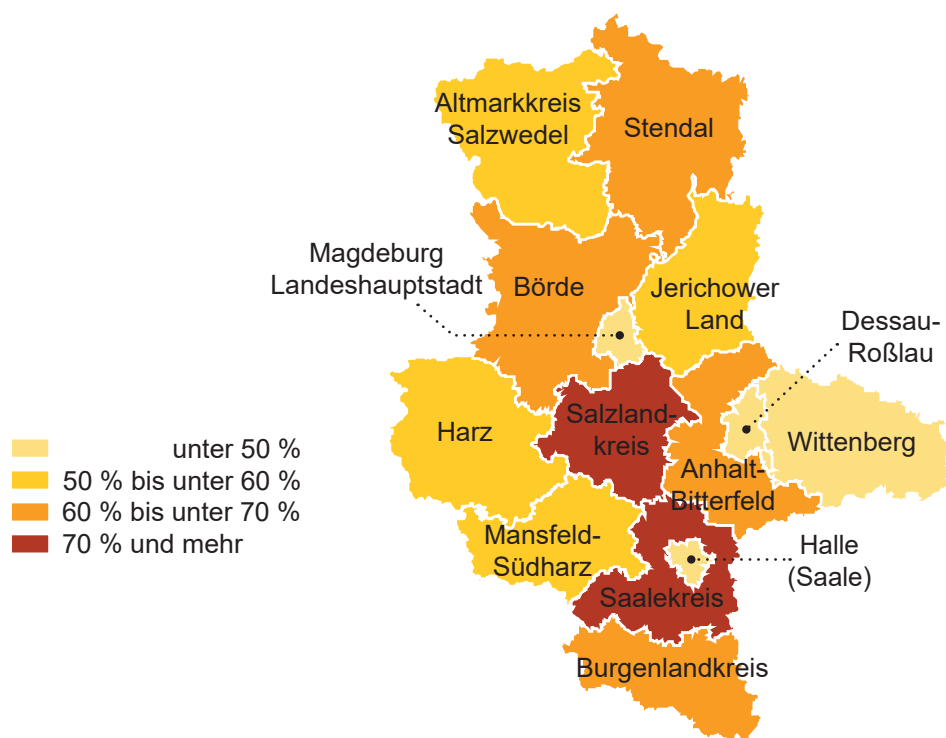 Altmarkkreis
Salzwedel
Stendal
Magdeburg
Landeshauptstadt
Börde
Jerichower
Land
Dessau-
Roßlau
Harz
Salzland-
kreis
Wittenberg
Anhalt-
Bitterfeld
unter 50 %
50 % bis unter 60 %
60 % bis unter 70 %
70 % und mehr
Mansfeld-
Südharz
Halle
(Saale)
Saalekreis
Burgenlandkreis